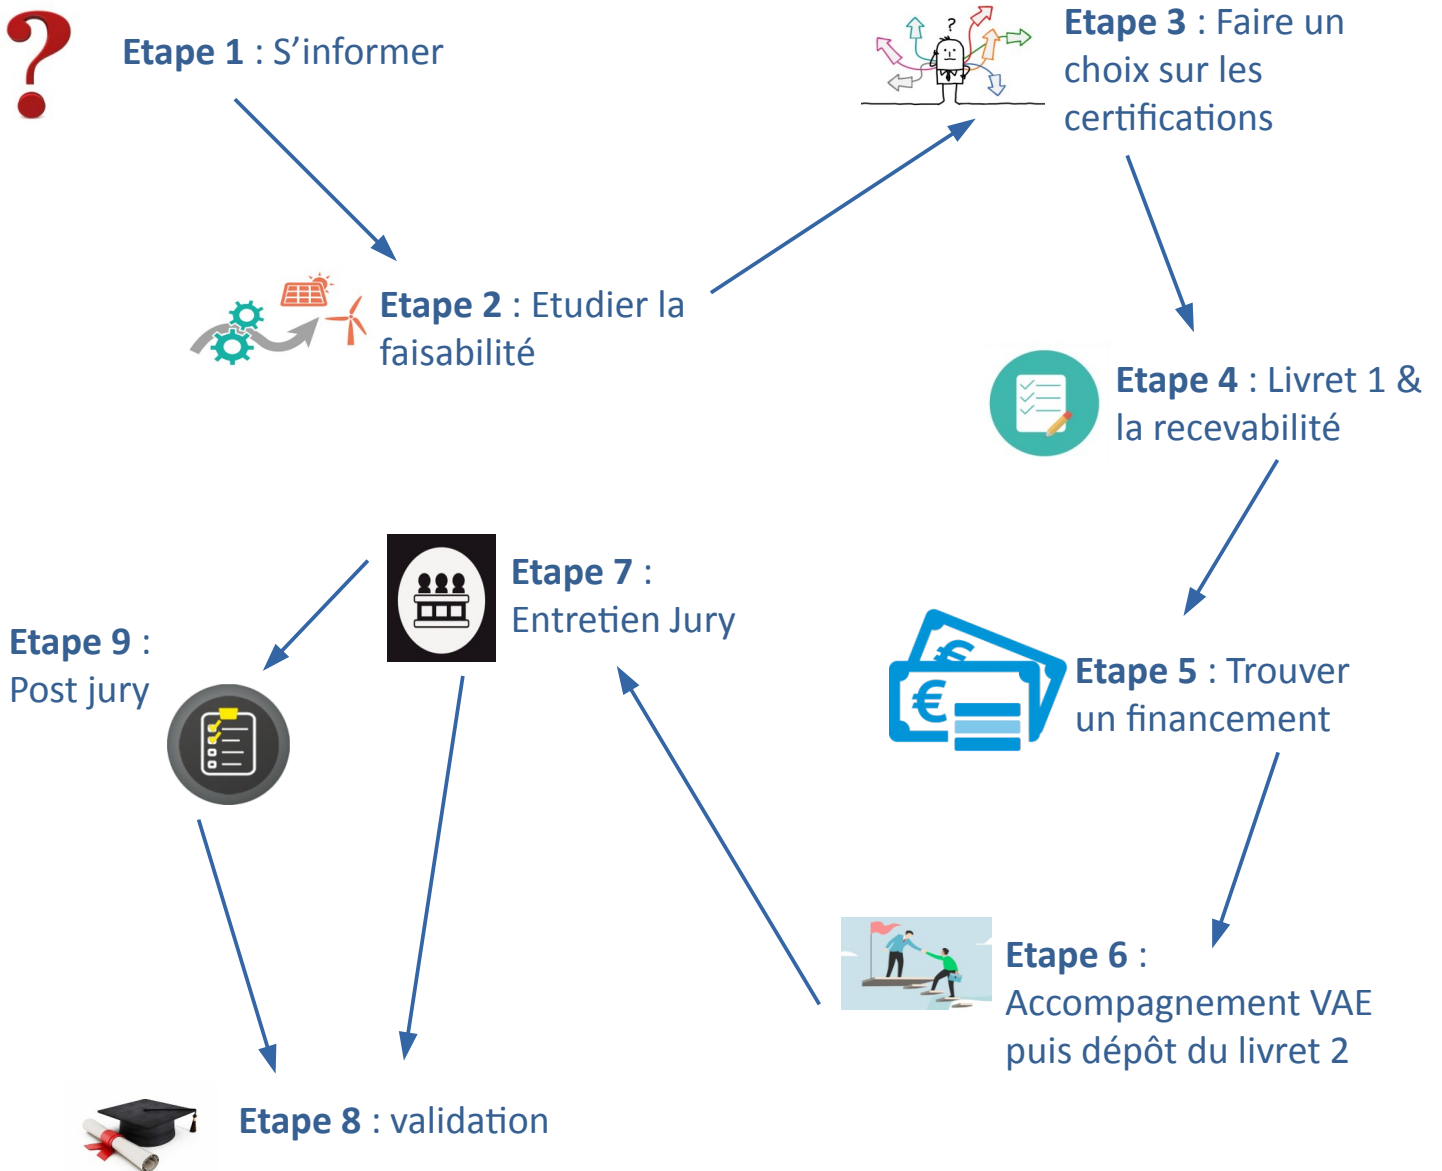 Etape 1 : S’informer
Etape 2 : Etudier la
faisabilité
?
Etape 3 : Faire un
choix sur les
certifications
Etape 4 : Livret 1 &
la recevabilité
€
€
Etape 5 : Trouver
un financement
Etape 6 :
Accompagnement VAE
puis dépôt du livret 2
Etape 7 :
Entretien Jury
Etape 9 :
Post jury
Etape 8 : validation